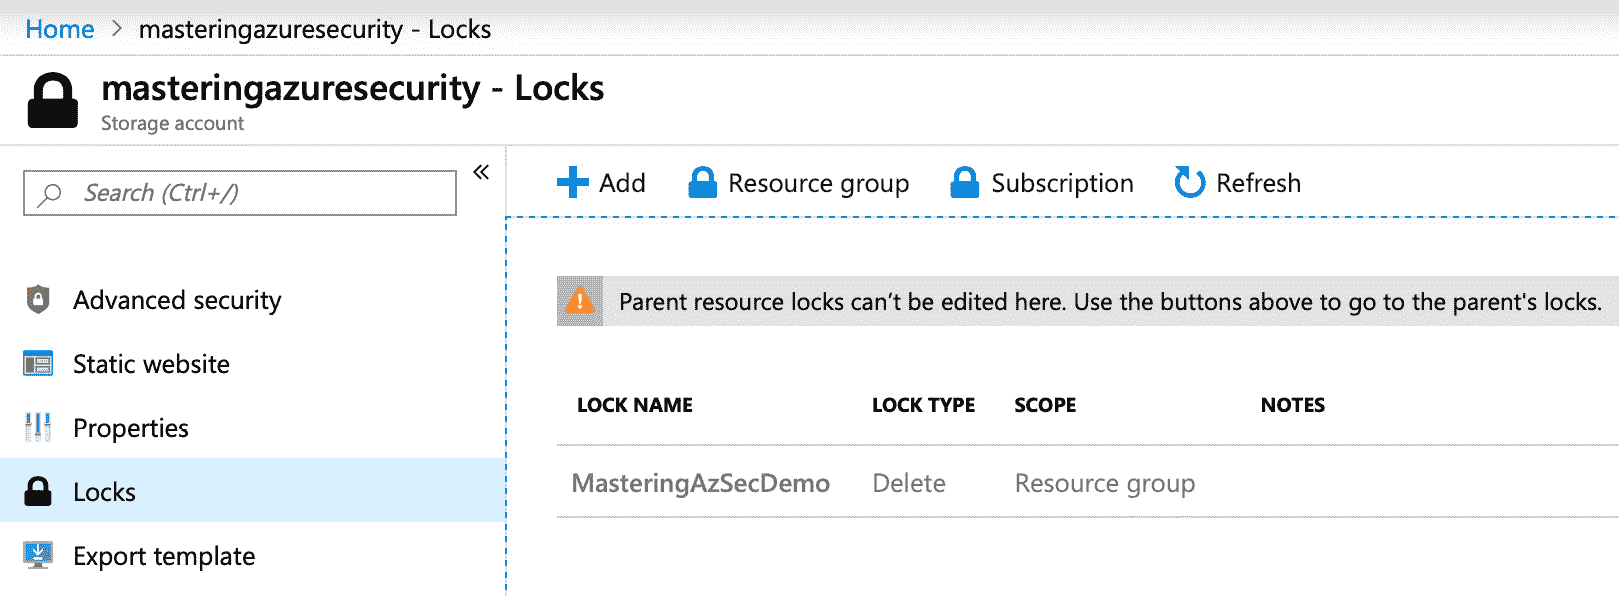 Home > masteringazuresecurity - Locks
masteringazuresecurity - Locks
Storage account
Search (Ctrl+/)
«
Advanced security
Static website
Properties
Locks
Export template
Add Resource group Subscription Refresh
Parent resource locks can't be edited here. Use the buttons above to go to the parent's locks.
LOCK NAME LOCK TYPE SCOPE NOTES
MasteringAzSecDemo Delete Resource group